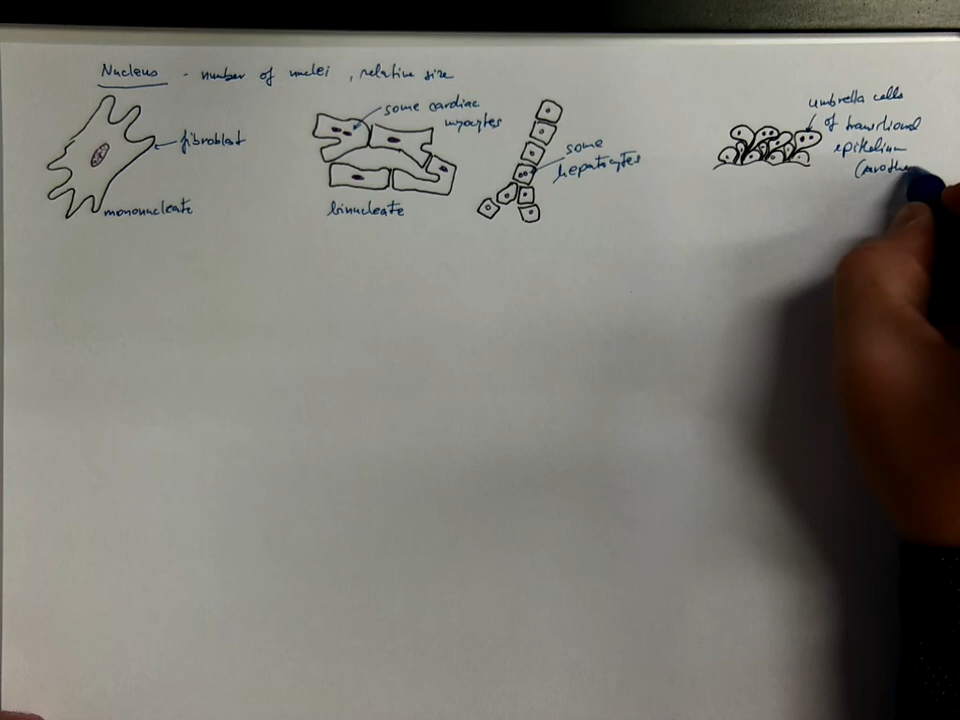 Nucleus - number of nuclei, relative size
fibroblast
mononucleate
some cardiac
myocytes
binucleate
some
hepatocytes
umbrella cells
of transitional
epithelium